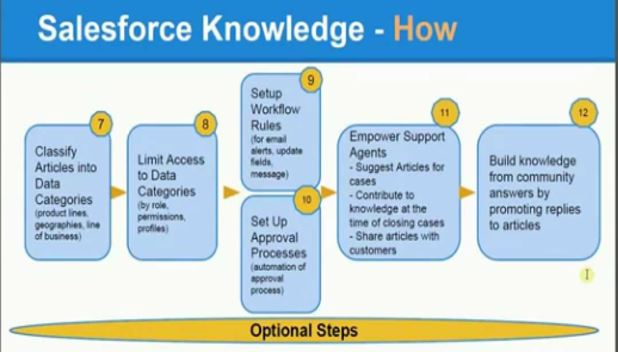 Salesforce Knowledge - How
7
Classify
Articles into
Data
Categories
(product lines,
geographies, line
of business)
8
Limit Access
to Data
Categories
(by role,
permissions,
profiles)
9
Setup
Workflow
Rules
(for email
alerts, update
fields,
message)
10
Set Up
Approval
Processes
(automation of
approval
process)
11
Empower Support
Agents
- Suggest Articles for
cases
- Contribute to
knowledge at the
time of closing cases
- Share articles with
customers
12
Build knowledge
from community
answers by
promoting replies
to articles
Optional Steps